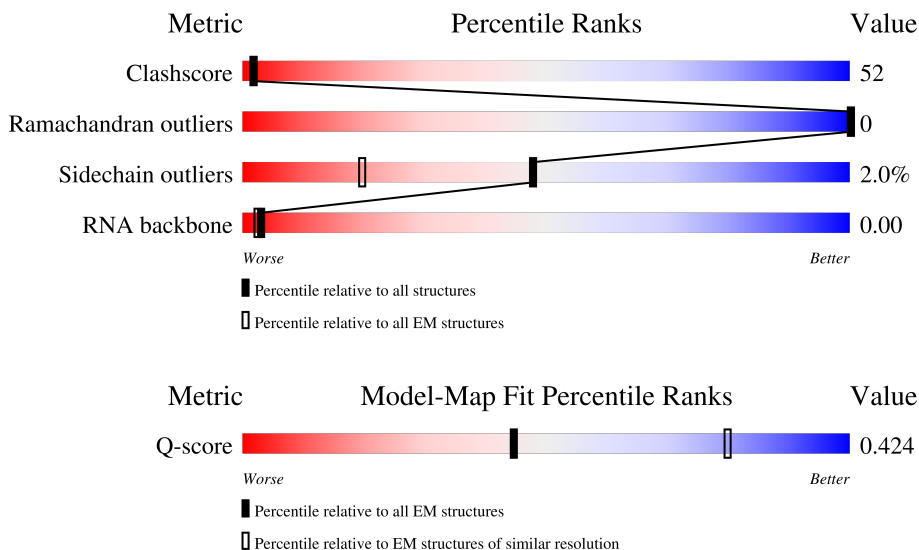 Metric Percentile Ranks Value
Clashscore 52
Ramachandran outliers 0
Sidechain outliers 2.0%
RNA backbone 0.00
Worse Better
Percentile relative to all structures
Percentile relative to all EM structures
Metric Model-Map Fit Percentile Ranks Value
Q-score 0.424
Worse Better
Percentile relative to all EM structures
Percentile relative to EM structures of similar resolution